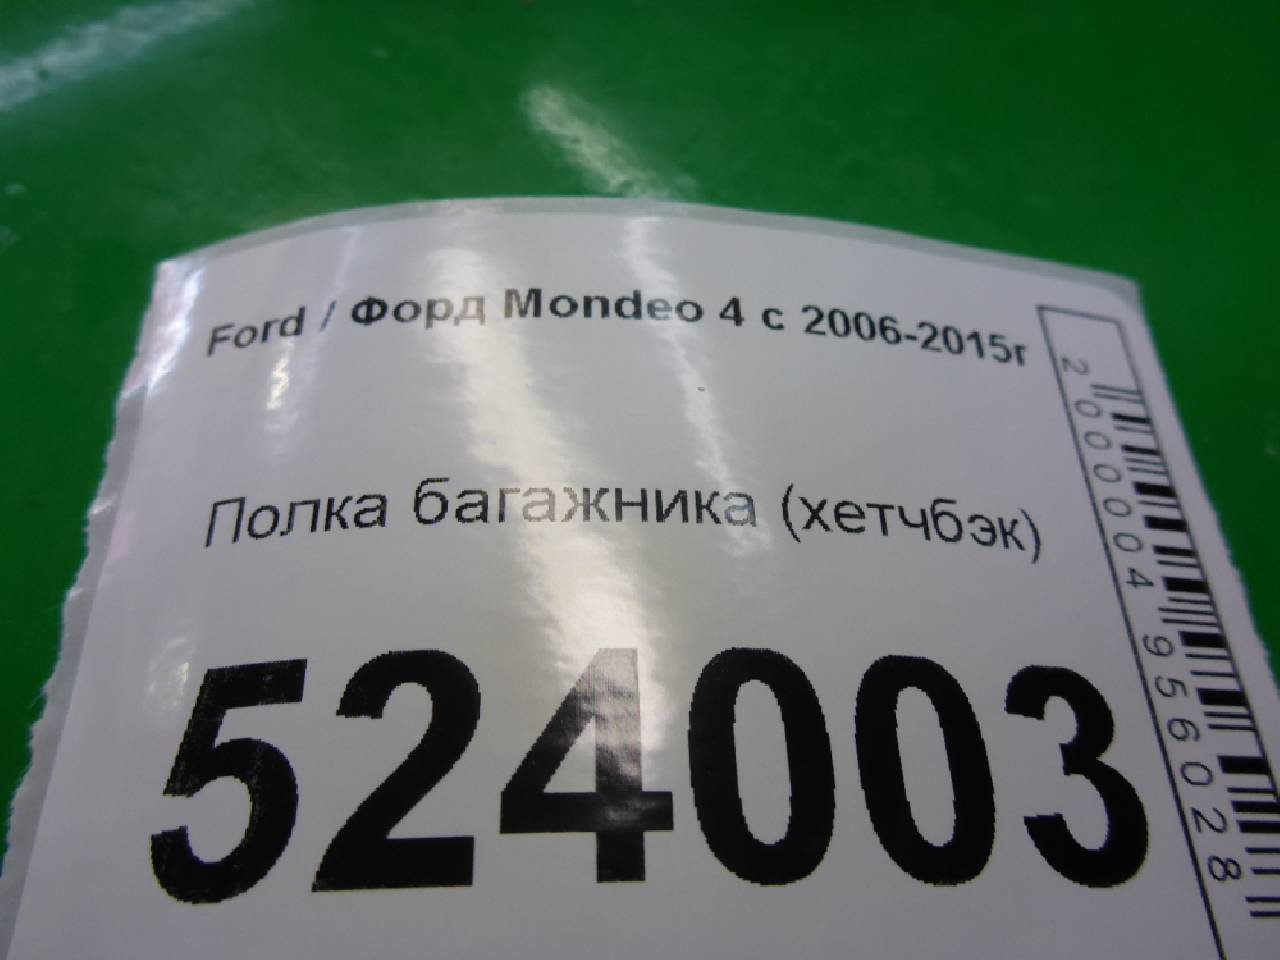 Ford / Форд Mondeo 4 с 2006-2015г
Полка багажника (хетчбэк)
524003
2000004956028